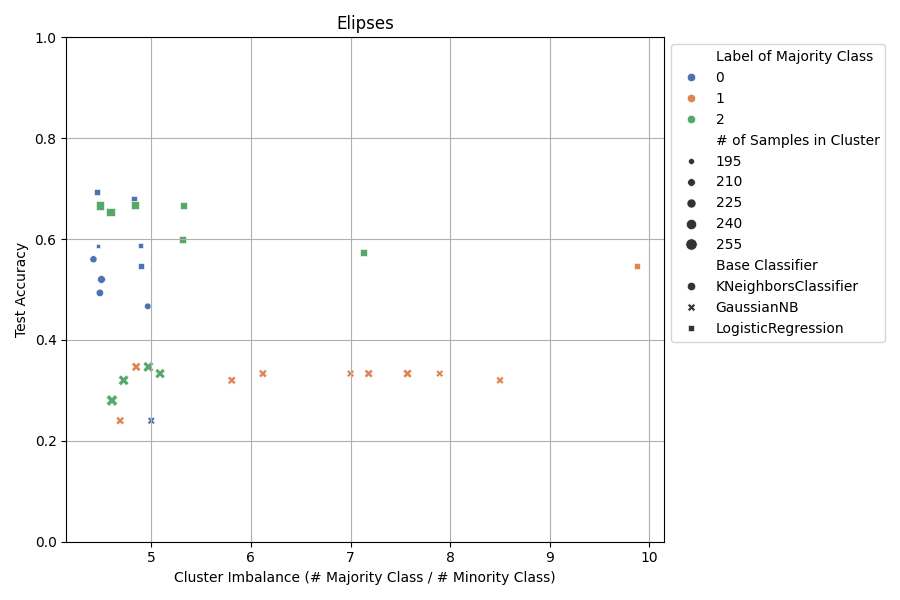 Elipses
Test Accuracy
1.0
0.8
0.6
0.4
0.2
0.0
5
6
7
8
9
10
Cluster Imbalance (# Majority Class / # Minority Class)
Label of Majority Class
0
1
2
# of Samples in Cluster
195
210
225
240
255
Base Classifier
KNeighborsClassifier
GaussianNB
LogisticRegression